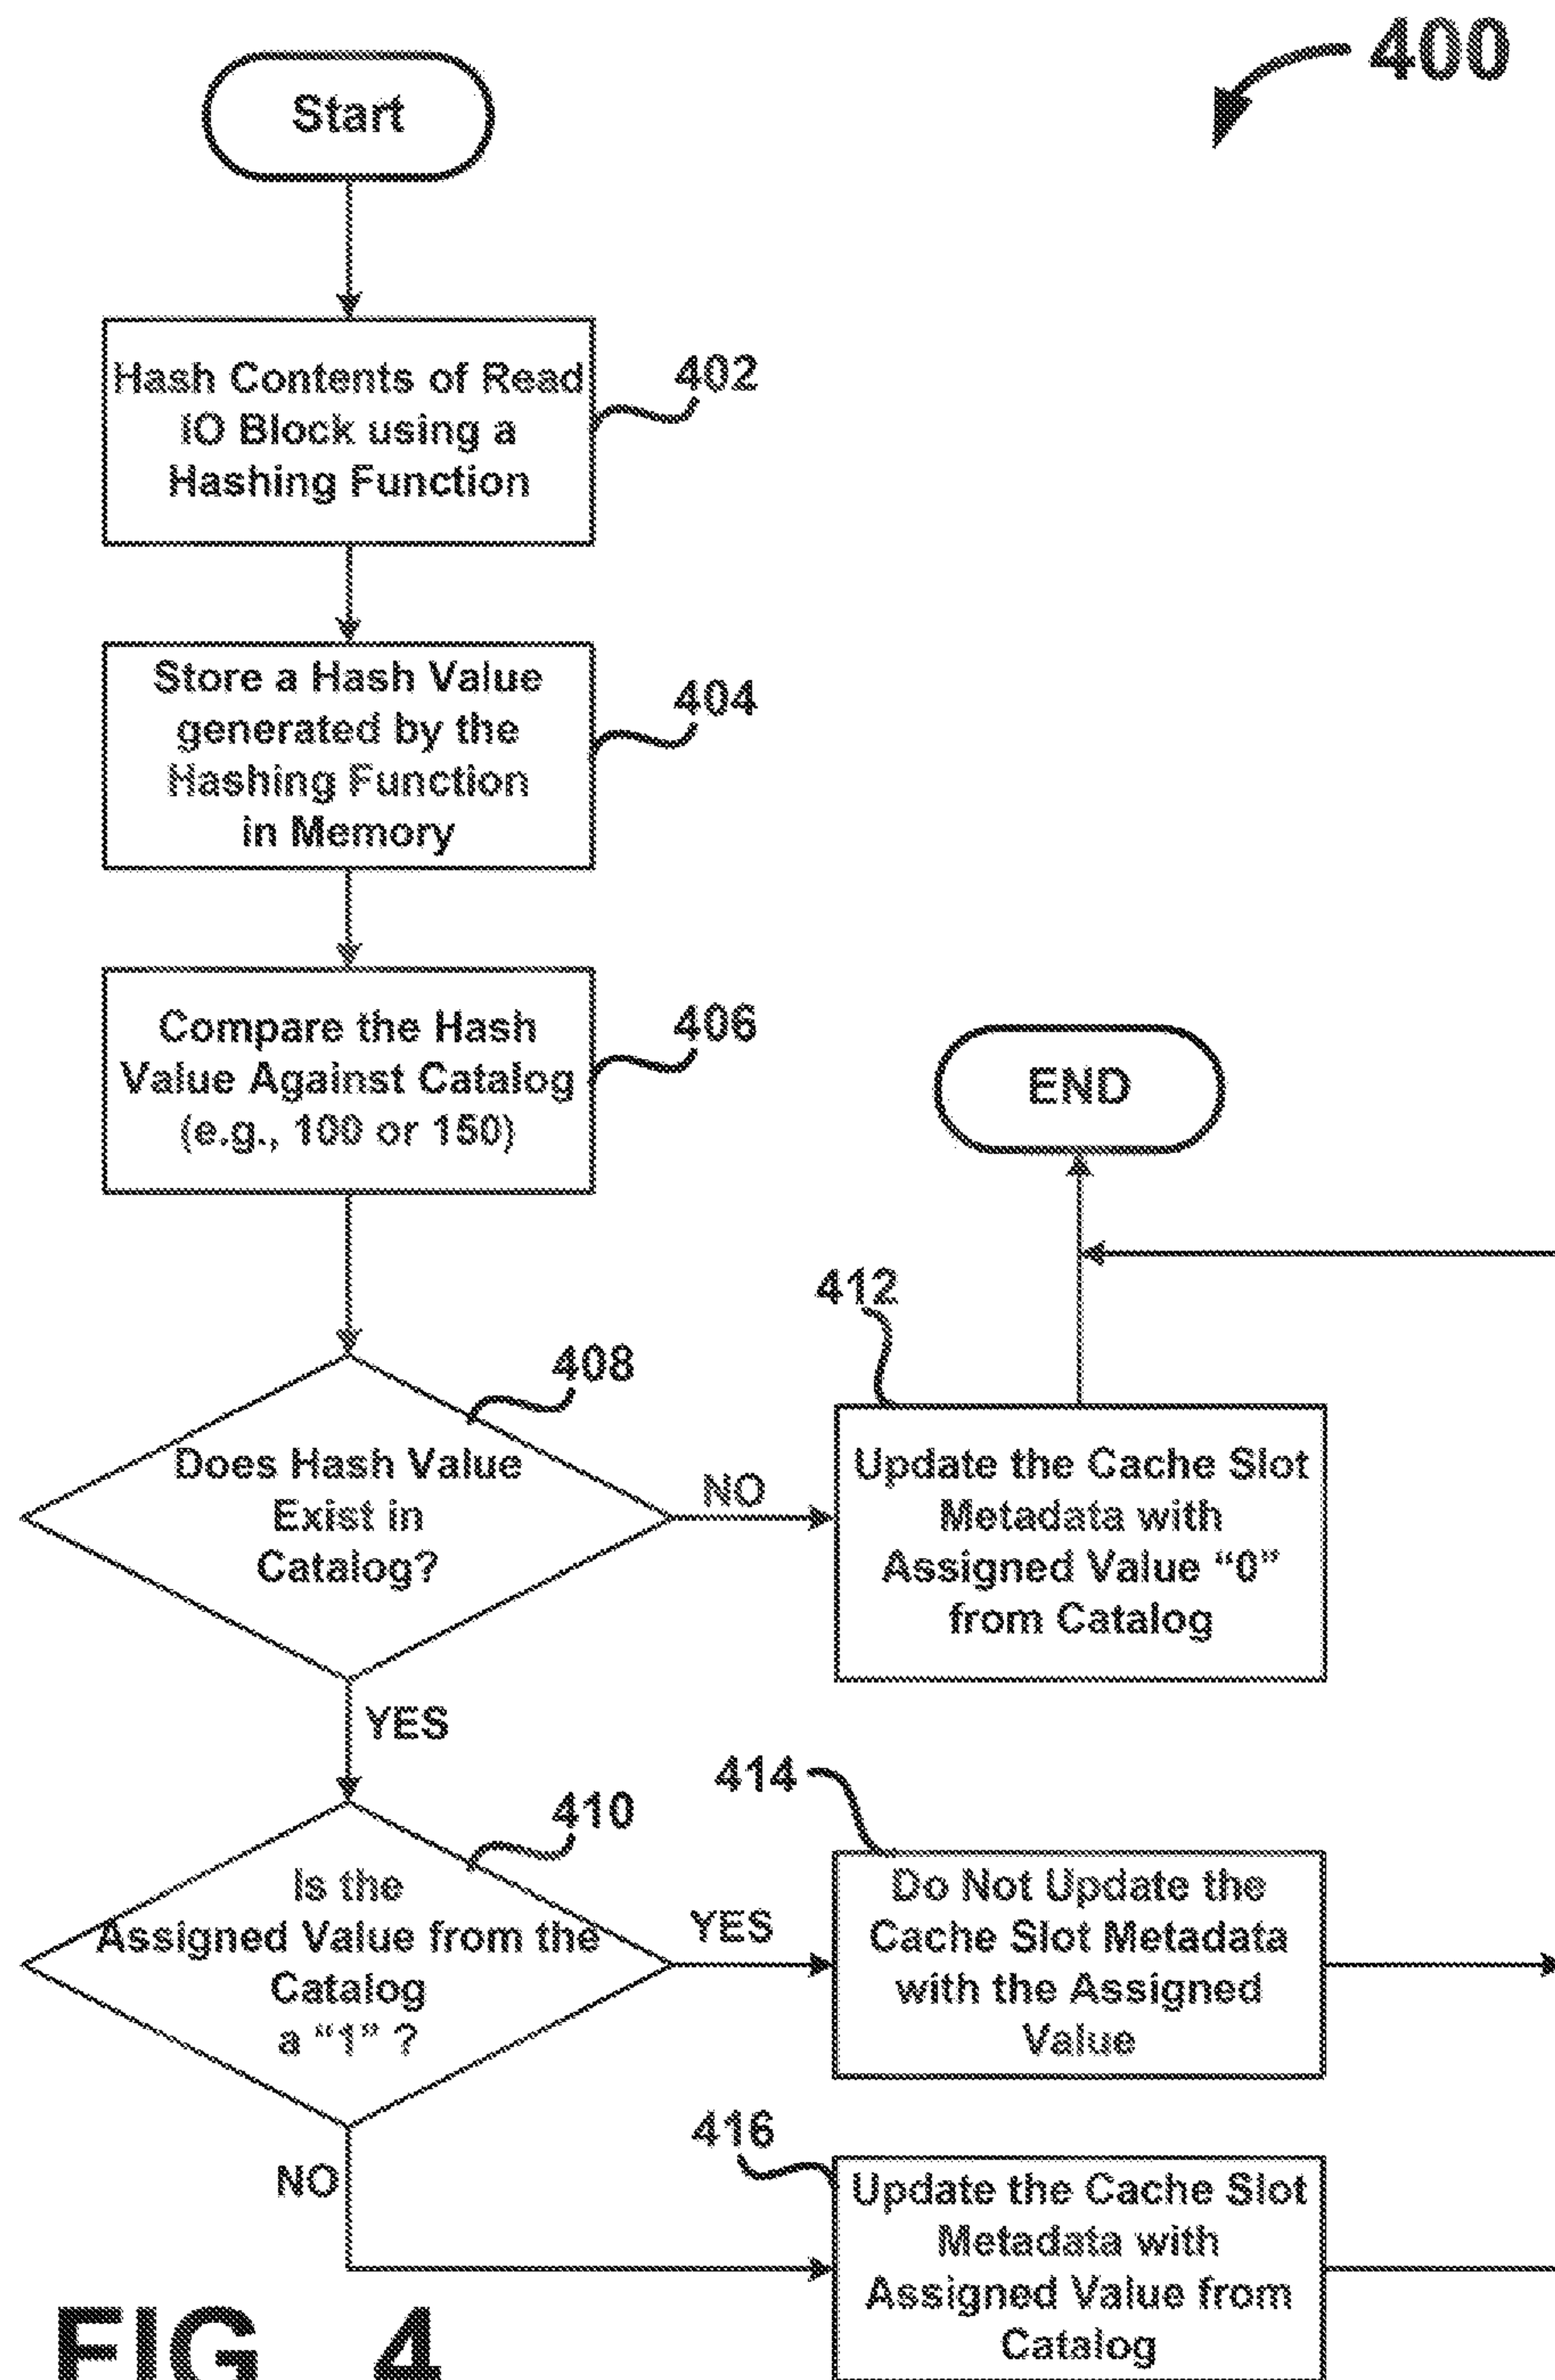 400
Start
Hash Contents of Read
IO Block using a
Hashing Function
402
Store a Hash Value
generated by the
Hashing Function
in Memory
404
Compare the Hash
Value Against Catalog
(e.g., 100 or 150)
406
END
412
408
Does Hash Value
Exist in
Catalog?
NO
Update the Cache Slot
Metadata with
Assigned Value “0”
from Catalog
YES
414
410
Is the
Assigned Value from the
Catalog
a “1” ?
YES
Do Not Update the
Cache Slot Metadata
with the Assigned
Value
416
NO
Update the Cache Slot
Metadata with
Assigned Value from
Catalog
FIG. 4